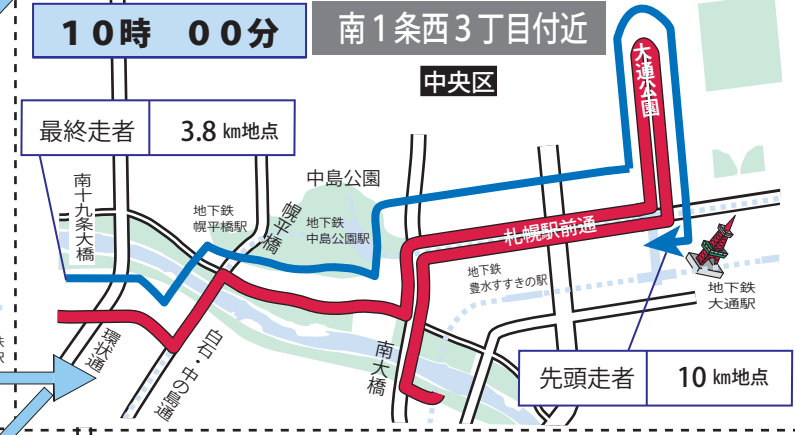 10時 00分
南1条西3丁目付近
中央区
大通公園
最終走者
3.8 km地点
南十九条大橋
地下鉄
幌平橋駅
幌平橋
中島公園
地下鉄
中島公園駅
札幌駅前通
地下鉄
豊水すすきの駅
地下鉄
大通駅
環状通
白石・中の島通
南大橋
先頭走者
10 km地点